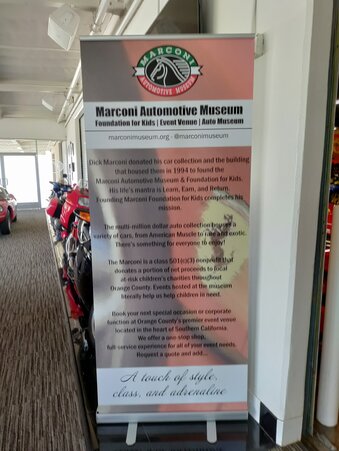 MARCONI
AUTOMOTIVE MUSEUM
Marconi Automotive Museum
Foundation for Kids | Event Venue | Auto Museum
marconimuseum.org - @marconimuseum
Dick Marconi donated his car collection and the building
that housed them in 1994 to found the
Marconi Automotive Museum & Foundation for Kids.
His life's mantra is Learn, Earn, and Return.
Founding Marconi Foundation for Kids completes his
mission.
The multi-million dollar auto collection houses a
variety of cars, from American Muscle to rare and exotic.
There's something for everyone to enjoy!
The Marconi is a class 501(c)(3) nonprofit that
donates a portion of net proceeds to local
at-risk children's charities throughout
Orange County. Events hosted at the museum
literally help us help children in need.
Book your next special occasion or corporate
function at Orange County's premier event venue
located in the heart of Southern California.
We offer a one-stop shop,
full-service experience for all of your event needs.
Request a quote and add...
A touch of style,
class, and adrenaline